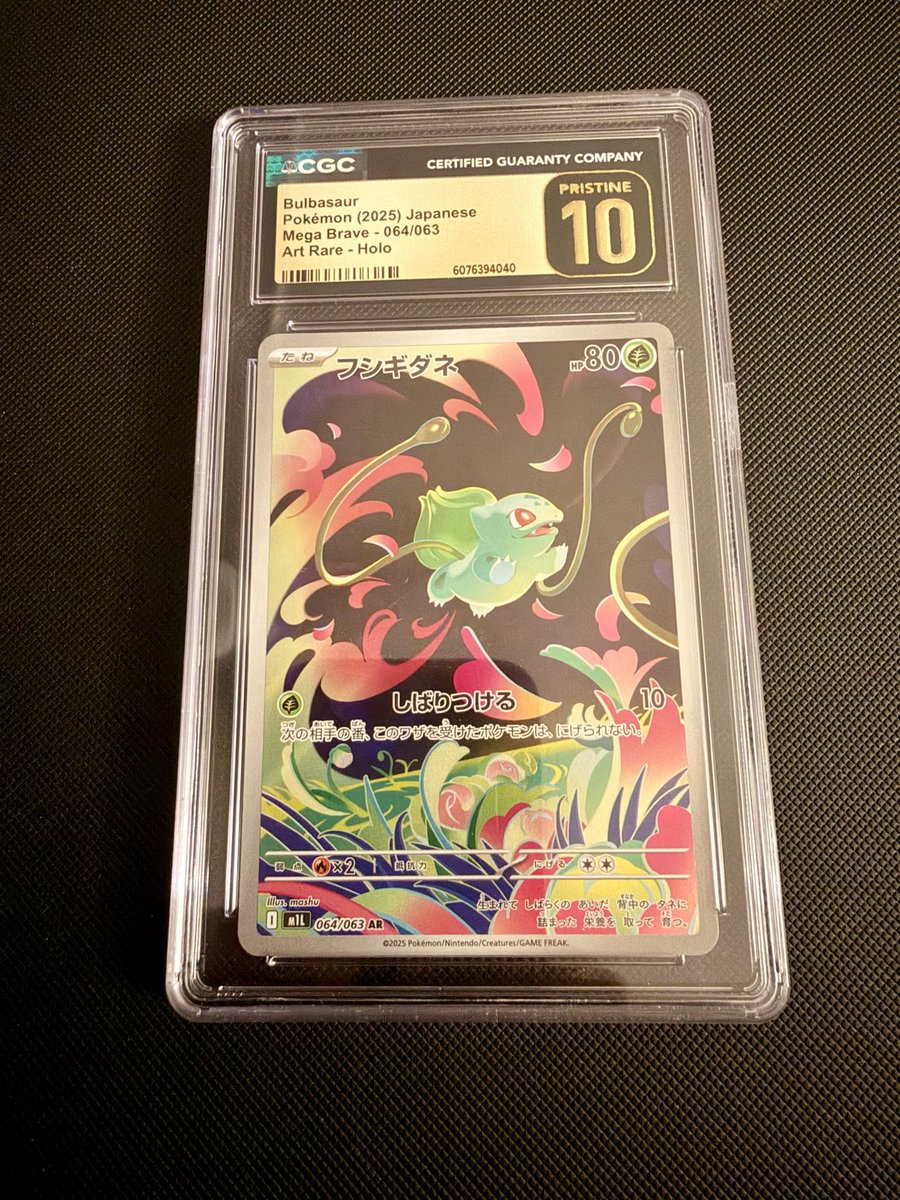 CGC
CERTIFIED GUARANTY COMPANY
Bulbasaur
Pokémon (2025) Japanese
Mega Brave - 064/063
Art Rare - Holo
6076394040
PRISTINE
10
たね
フシギダネ
HP80
しばりつける 10
次の相手の番、このワザを受けたポケモンは、にげられない。
弱点 ×2 抵抗力 にげる
Illus. mashu
I M1L 064/063 AR
生まれて しばらくの あいだ 背中の タネに
詰まった 栄養を 取って 育つ。
©2025 Pokémon/Nintendo/Creatures/GAME FREAK.